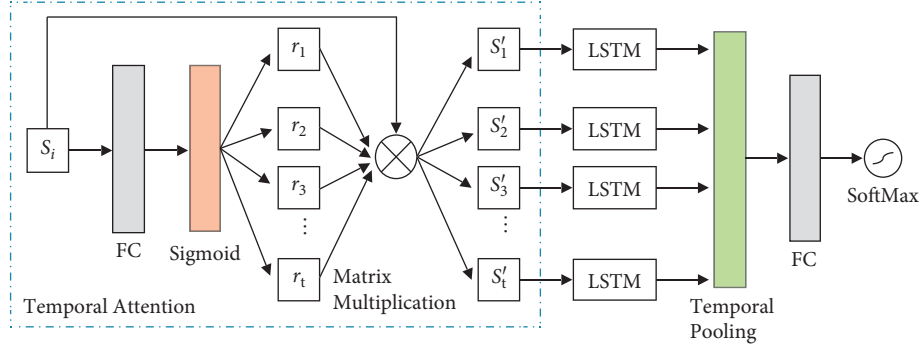 S_i
FC
Sigmoid
r_1
r_2
r_3
⋮
r_t
Matrix
Multiplication
S′_1
S′_2
S′_3
⋮
S′_t
Temporal Attention
LSTM
LSTM
LSTM
LSTM
Temporal
Pooling
FC
SoftMax